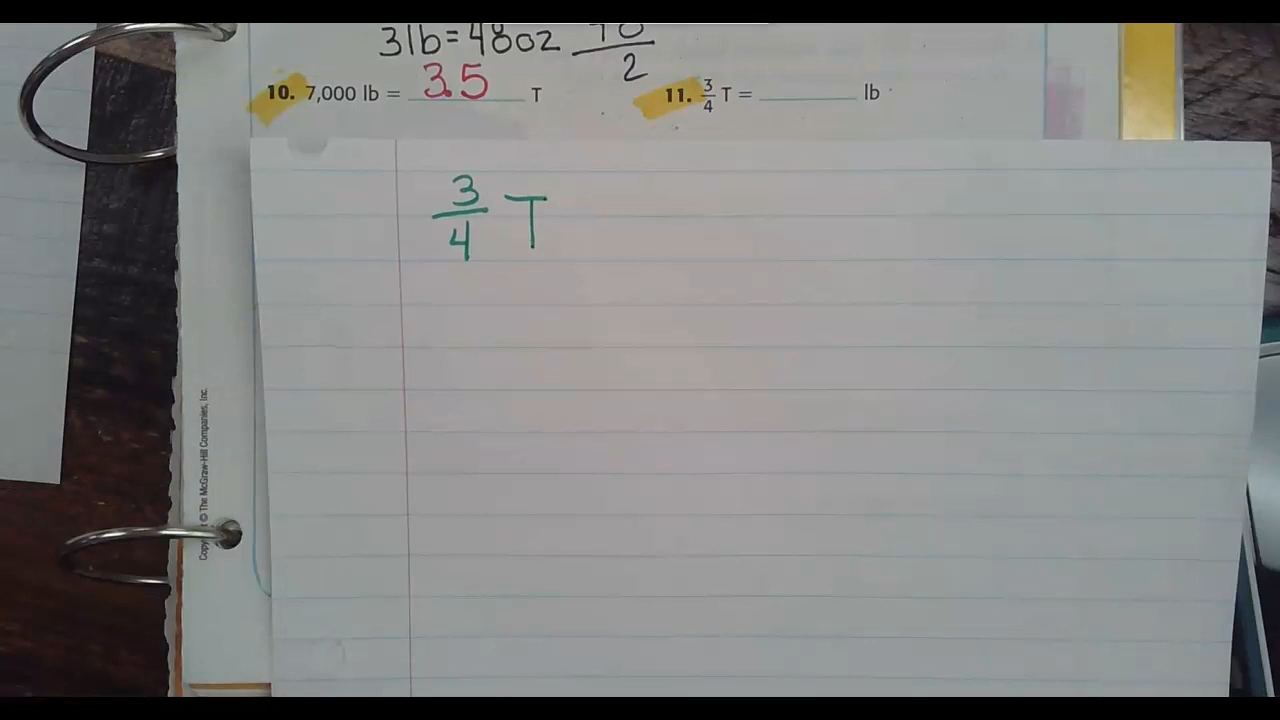 3lb=48oz
2
10. 7,000 lb = 3.5 T
11. 3/4 T = ________ lb
3/4 T
Copyright © The McGraw-Hill Companies, Inc.